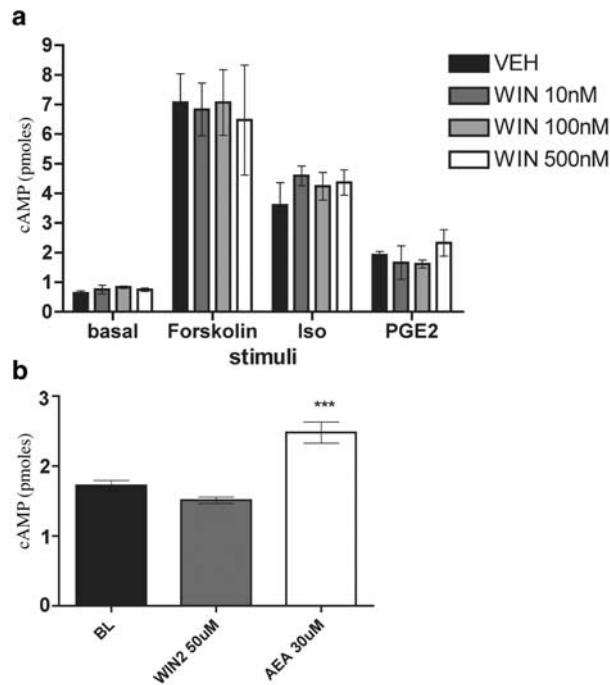 a
cAMP (pmoles)
9
8
7
6
5
4
3
2
1
0
basal Forskolin Iso PGE2
stimuli
VEH
WIN 10nM
WIN 100nM
WIN 500nM
b
cAMP (pmoles)
3
2
1
0
***
BL
WIN2 50uM
AEA 30uM